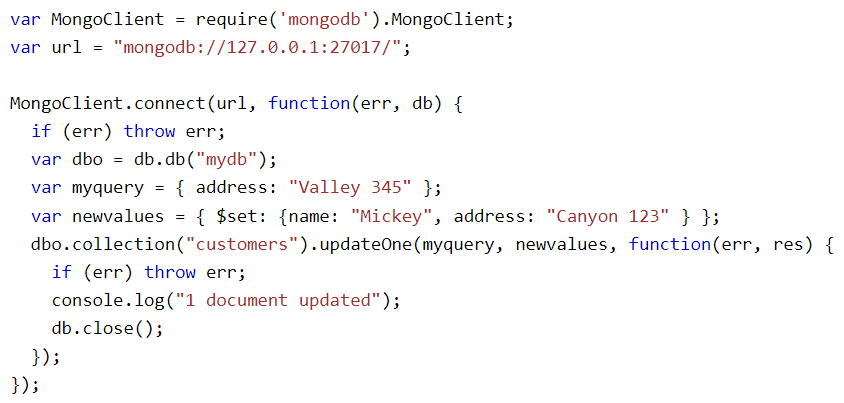 var MongoClient = require('mongodb').MongoClient;
var url = "mongodb://127.0.0.1:27017/";

MongoClient.connect(url, function(err, db) {
  if (err) throw err;
  var dbo = db.db("mydb");
  var myquery = { address: "Valley 345" };
  var newvalues = { $set: {name: "Mickey", address: "Canyon 123" } };
  dbo.collection("customers").updateOne(myquery, newvalues, function(err, res) {
    if (err) throw err;
    console.log("1 document updated");
    db.close();
  });
});